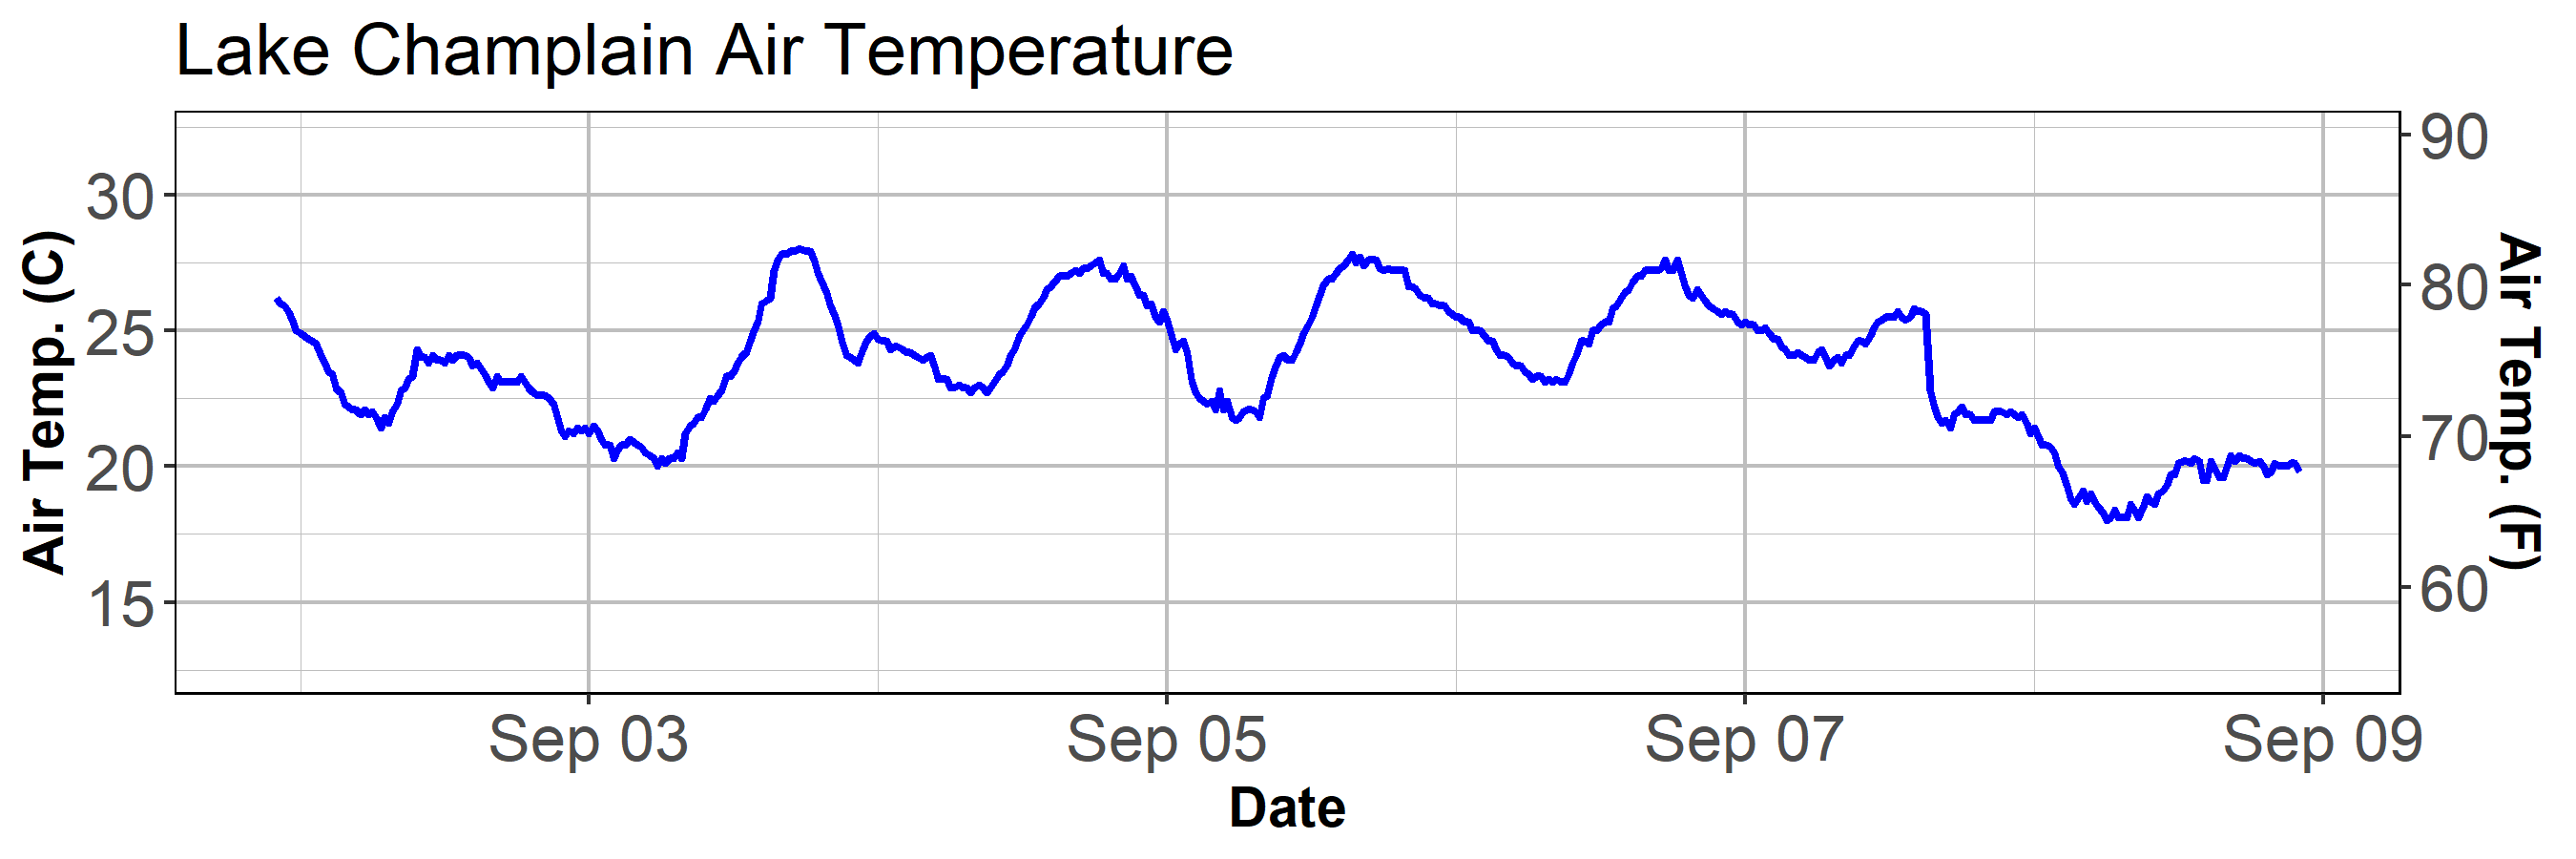 Lake Champlain Air Temperature
Air Temp. (C)
30
25
20
15
90
80
70
60
Air Temp. (F)
Sep 03
Sep 05
Sep 07
Sep 09
Date